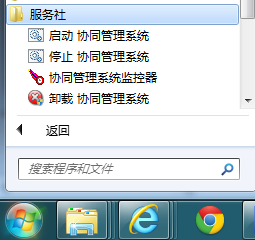 服务社
启动 协同管理系统
停止 协同管理系统
协同管理系统监控器
卸载 协同管理系统
返回
搜索程序和文件